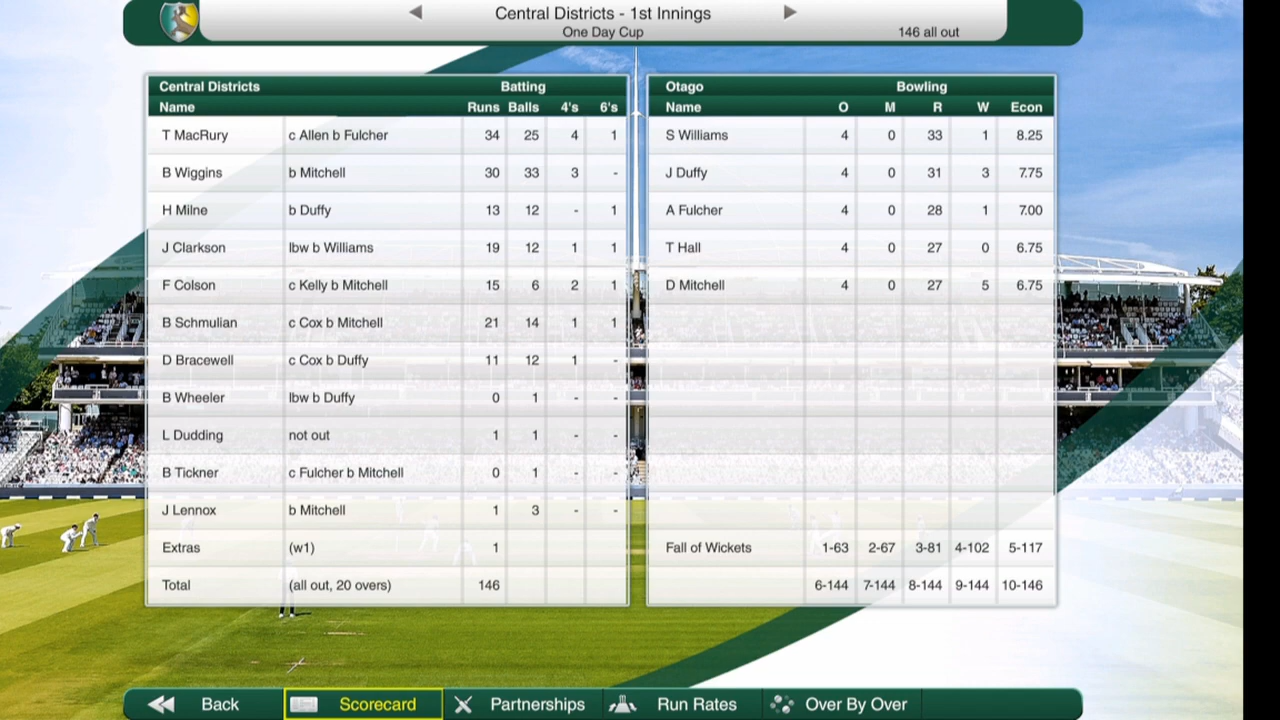 Central Districts - 1st Innings
One Day Cup 146 all out
Central Districts Batting
Name Runs Balls 4's 6's
T MacRury c Allen b Fulcher 34 25 4 1
B Wiggins b Mitchell 30 33 3 -
H Milne b Duffy 13 12 - 1
J Clarkson lbw b Williams 19 12 1 1
F Colson c Kelly b Mitchell 15 6 2 1
B Schmulian c Cox b Mitchell 21 14 1 1
D Bracewell c Cox b Duffy 11 12 1 -
B Wheeler lbw b Duffy 0 1 - -
L Dudding not out 1 1 - -
B Tickner c Fulcher b Mitchell 0 1 - -
J Lennox b Mitchell 1 3 - -
Extras (w1) 1
Total (all out, 20 overs) 146
Otago Bowling
Name O M R W Econ
S Williams 4 0 33 1 8.25
J Duffy 4 0 31 3 7.75
A Fulcher 4 0 28 1 7.00
T Hall 4 0 27 0 6.75
D Mitchell 4 0 27 5 6.75
Fall of Wickets 1-63 2-67 3-81 4-102 5-117
6-144 7-144 8-144 9-144 10-146
Back Scorecard Partnerships Run Rates Over By Over